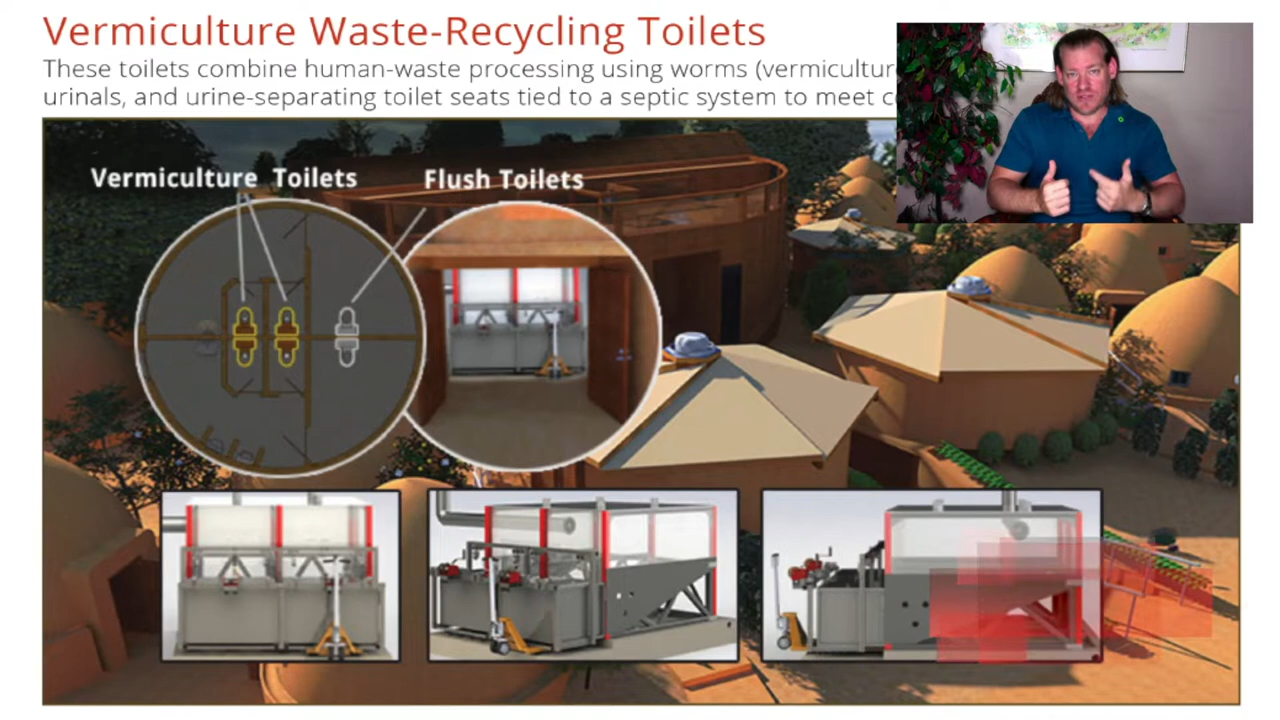 Vermiculture Waste-Recycling Toilets
These toilets combine human-waste processing using worms (vermiculture
urinals, and urine-separating toilet seats tied to a septic system to meet
Vermiculture Toilets
Flush Toilets